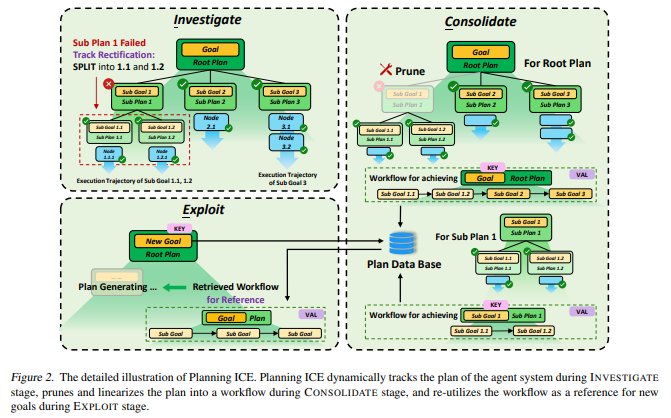 Investigate
Sub Plan 1 Failed
Track Rectification:
SPLIT into 1.1 and 1.2
Goal
Root Plan
Sub Goal 1
Sub Plan 1
Sub Goal 2
Sub Plan 2
Sub Goal 3
Sub Plan 3
Sub Goal 1.1
Sub Plan 1.1
Sub Goal 1.2
Sub Plan 1.2
Node
2.1
Node
3.1
Node
3.2
Node
1.1.1
Node
1.2.1
Execution Trajectory of Sub Goal 1.1, 1.2
Execution Trajectory
of Sub Goal 3
Consolidate
Prune
Goal
Root Plan
For Root Plan
Sub Goal 1
Sub Plan 1
Sub Goal 2
Sub Plan 2
Sub Goal 3
Sub Plan 3
Sub Goal 1.1
Sub Plan 1.1
Sub Goal 1.2
Sub Plan 1.2
KEY
Workflow for achieving
Goal
Root Plan
VAL
Sub Goal 1.1
Sub Goal 1.2
Sub Goal 2
Sub Goal 3
Plan Data Base
For Sub Plan 1
Sub Goal 1
Sub Plan 1
Sub Goal 1.1
Sub Plan 1.1
Sub Goal 1.2
Sub Plan 1.2
KEY
Workflow for achieving
Sub Goal 1
Sub Plan 1
VAL
Sub Goal 1.1
Sub Goal 1.2
Exploit
KEY
New Goal
Root Plan
Plan Generating ...
Retrieved Workflow
for Reference
Goal
Plan
VAL
Sub Goal
Sub Goal
Sub Goal
Figure 2. The detailed illustration of Planning ICE. Planning ICE dynamically tracks the plan of the agent system during INVESTIGATE
stage, prunes and linearizes the plan into a workflow during CONSOLIDATE stage, and re-utilizes the workflow as a reference for new
goals during EXPLOIT stage.